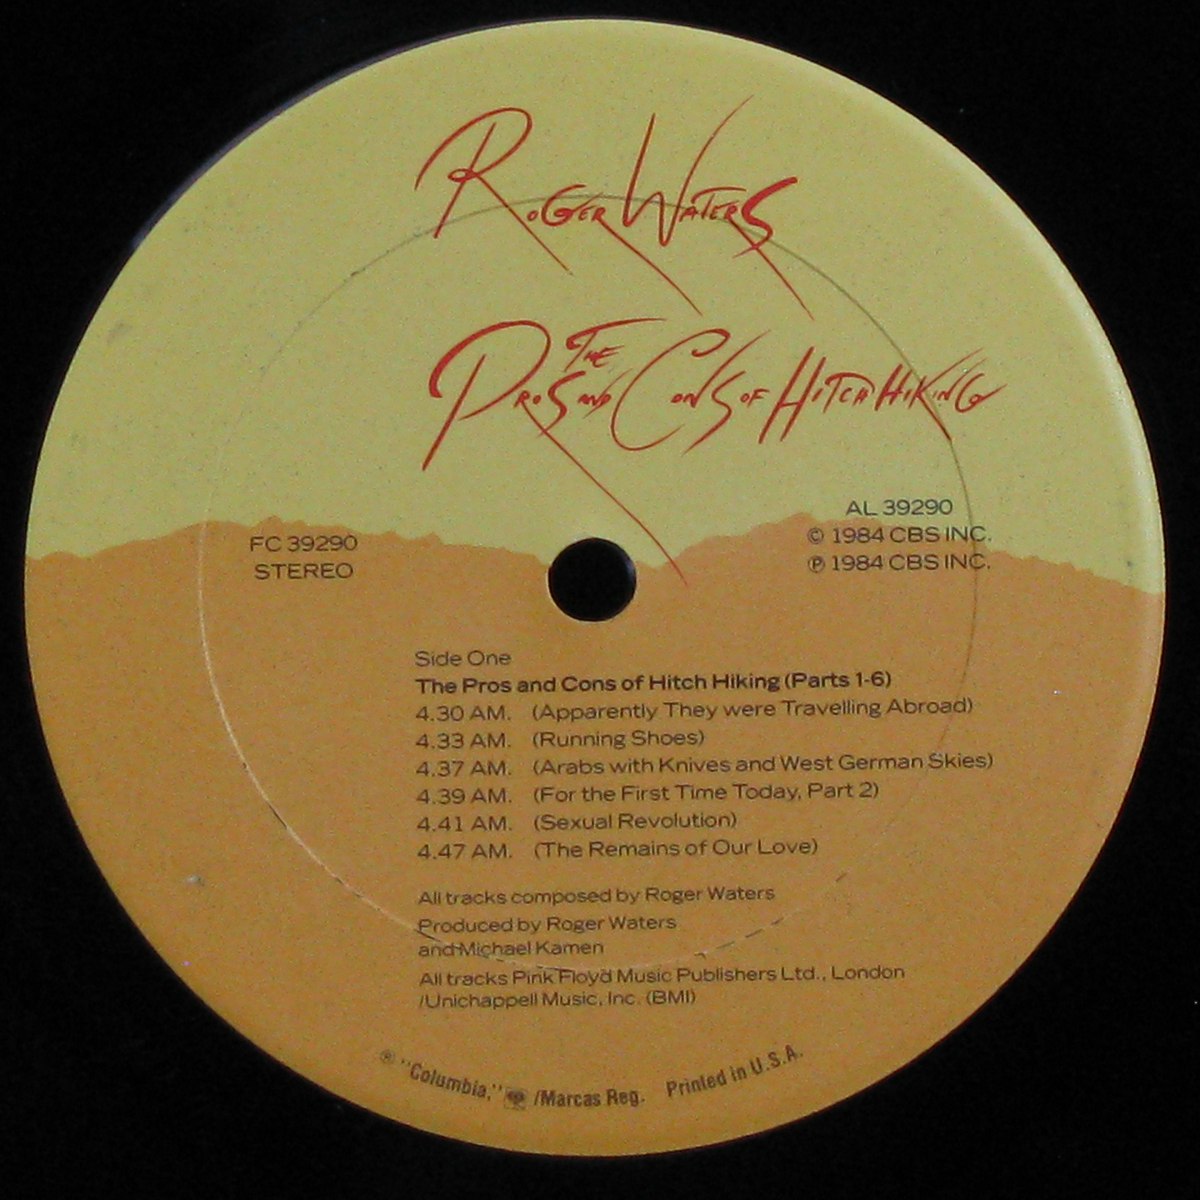 Roger Waters
The
Pros and Cons of Hitch Hiking
FC 39290
STEREO
AL 39290
© 1984 CBS INC.
℗ 1984 CBS INC.
Side One
The Pros and Cons of Hitch Hiking (Parts 1-6)
4.30 AM. (Apparently They were Travelling Abroad)
4.33 AM. (Running Shoes)
4.37 AM. (Arabs with Knives and West German Skies)
4.39 AM. (For the First Time Today, Part 2)
4.41 AM. (Sexual Revolution)
4.47 AM. (The Remains of Our Love)
All tracks composed by Roger Waters
Produced by Roger Waters
and Michael Kamen
All tracks Pink Floyd Music Publishers Ltd., London
/Unichappell Music, Inc. (BMI)
® "Columbia," /Marcas Reg. Printed in U.S.A.